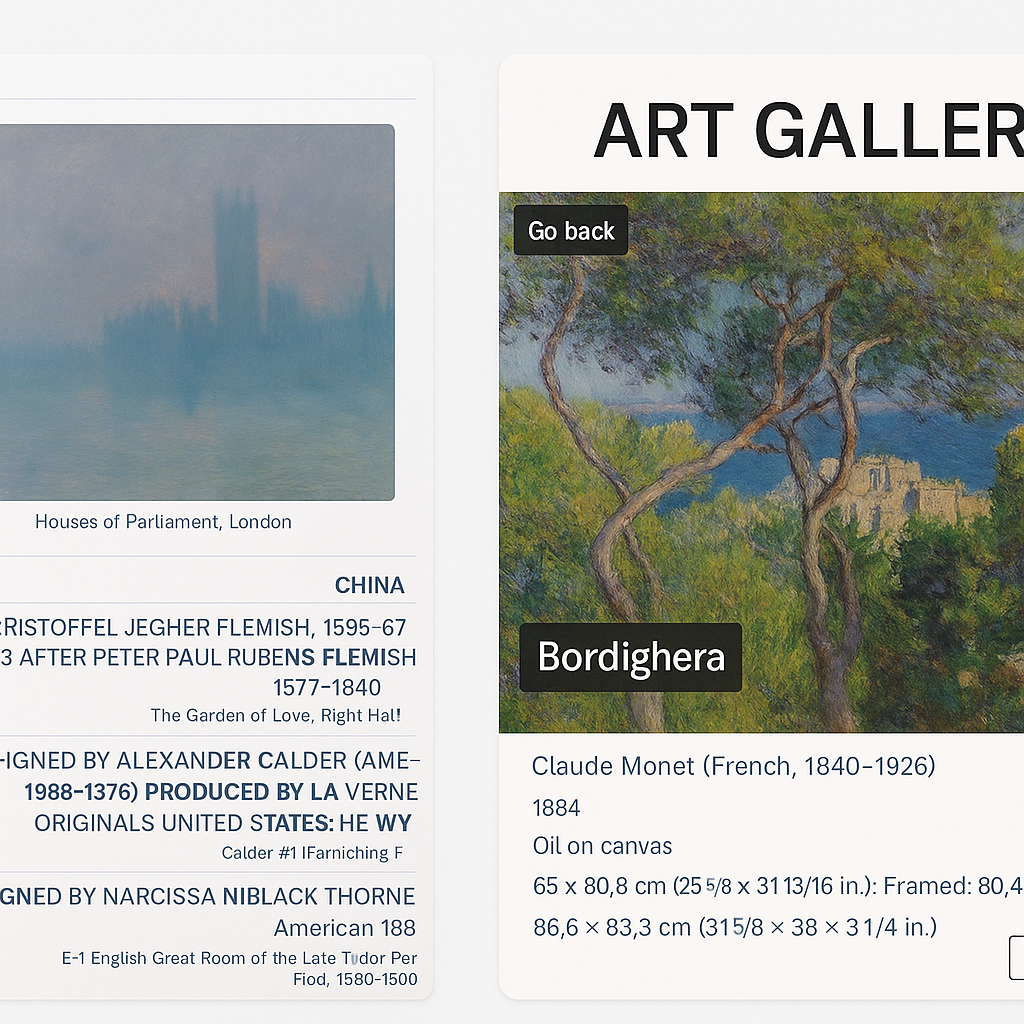 Houses of Parliament, London
CHINA
RISTOFFEL JEGHER FLEMISH, 1595-67
3 AFTER PETER PAUL RUBENS FLEMISH
1577-1840
The Garden of Love, Right Hal!
IGNED BY ALEXANDER CALDER (AME-
1988-1376) PRODUCED BY LA VERNE
ORIGINALS UNITED STATES: HE WY
Calder #1 IFarniching F
GNED BY NARCISSA NIBLACK THORNE
American 188
E-1 English Great Room of the Late Tudor Per
Fiod, 1580-1500
ART GALLER
Go back
Bordighera
Claude Monet (French, 1840-1926)
1884
Oil on canvas
65 x 80,8 cm (25 5/8 x 31 13/16 in.): Framed: 80,4
86,6 × 83,3 cm (315/8 × 38 × 31/4 in.)